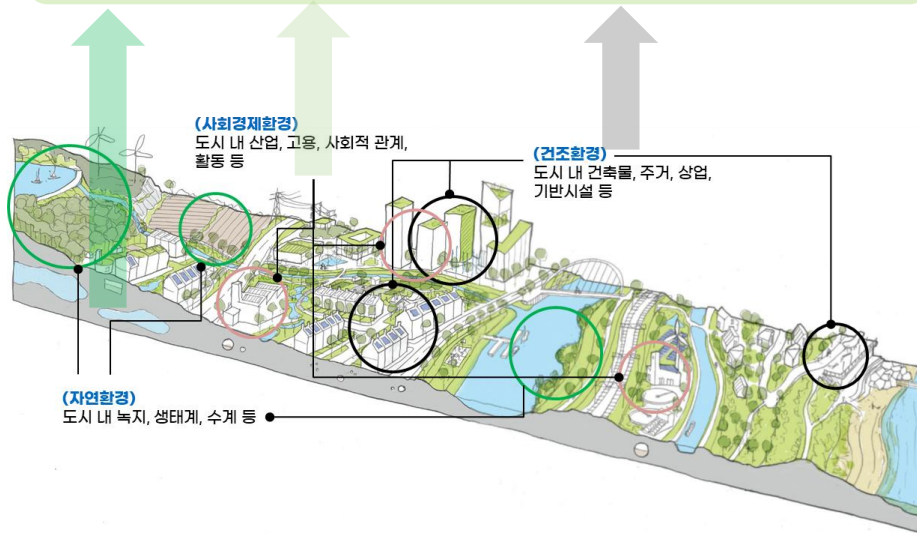 (사회경제환경)
도시 내 산업, 고용, 사회적 관계,
활동 등
(건조환경)
도시 내 건축물, 주거, 상업,
기반시설 등
(자연환경)
도시 내 녹지, 생태계, 수계 등